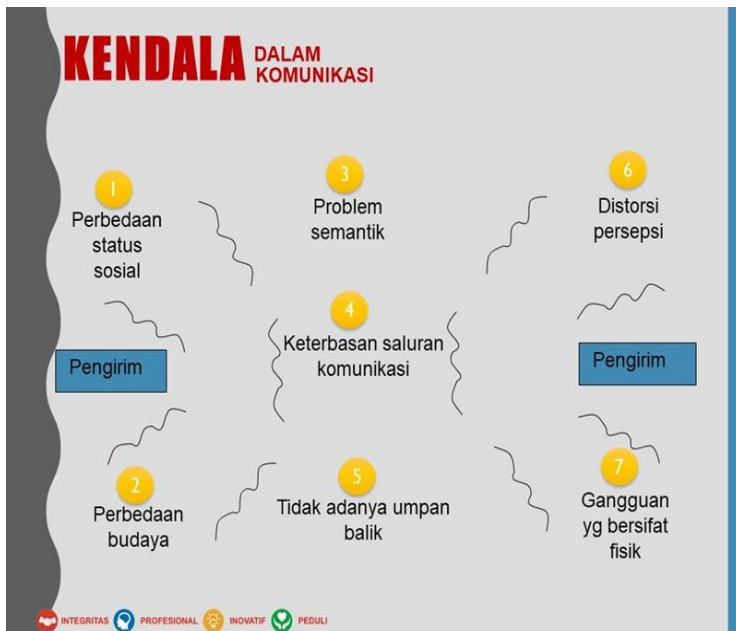 KENDALA DALAM
KOMUNIKASI
1
Perbedaan
status
sosial
3
Problem
semantik
6
Distorsi
persepsi
4
Keterbasan saluran
komunikasi
Pengirim
Pengirim
2
Perbedaan
budaya
5
Tidak adanya umpan
balik
7
Gangguan
yg bersifat
fisik
INTEGRITAS PROFESIONAL INOVATIF PEDULI